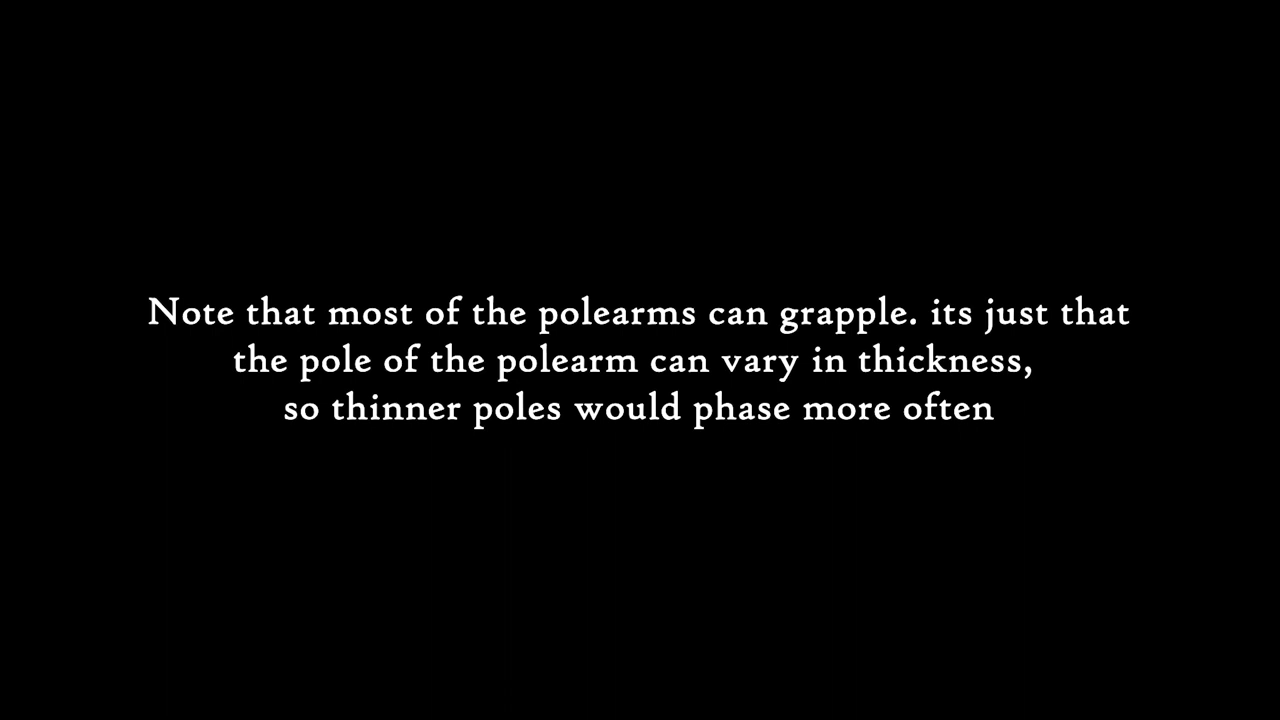 Note that most of the polearms can grapple. its just that
the pole of the polearm can vary in thickness,
so thinner poles would phase more often